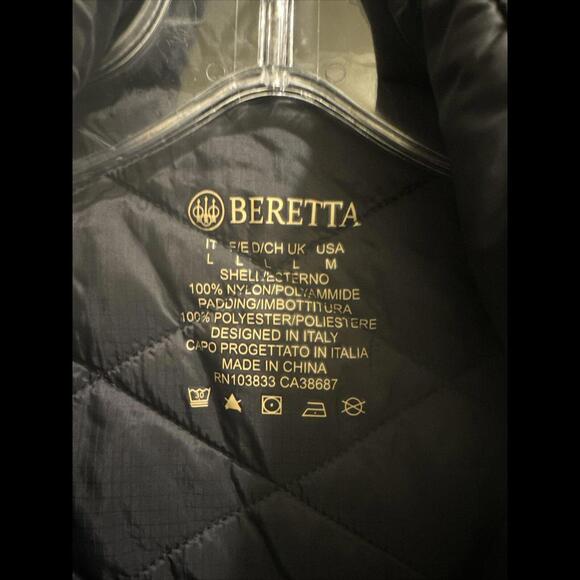 BERETTA
IT F/E D/CH UK USA
L L L L M
SHELL/ESTERNO
100% NYLON/POLYAMMIDE
PADDING/IMBOTTITURA
100% POLYESTER/POLIESTERE
DESIGNED IN ITALY
CAPO PROGETTATO IN ITALIA
MADE IN CHINA
RN103833 CA38687
30